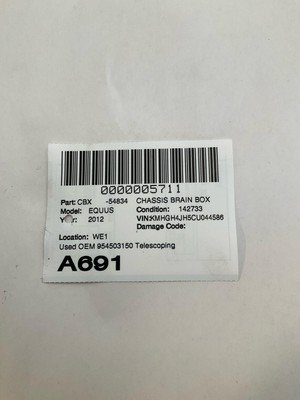 0000005711
Part: CBX -54834 CHASSIS BRAIN BOX
Model: EQUUS Condition: 142733
2012 VIN:KMHGH4JH5CU044586
Damage Code:
Location: WE1
Used OEM 954503150 Telescoping
A691